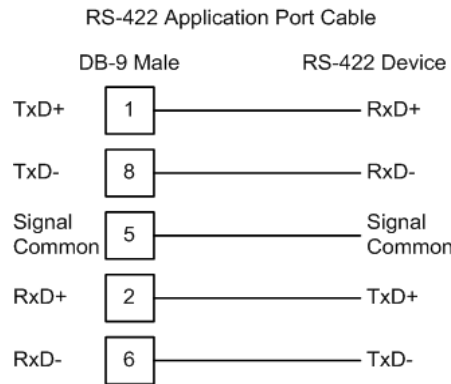 RS-422 Application Port Cable
DB-9 Male RS-422 Device
TxD+ 1 RxD+
TxD- 8 RxD-
Signal Common 5 Signal Common
RxD+ 2 TxD+
RxD- 6 TxD-